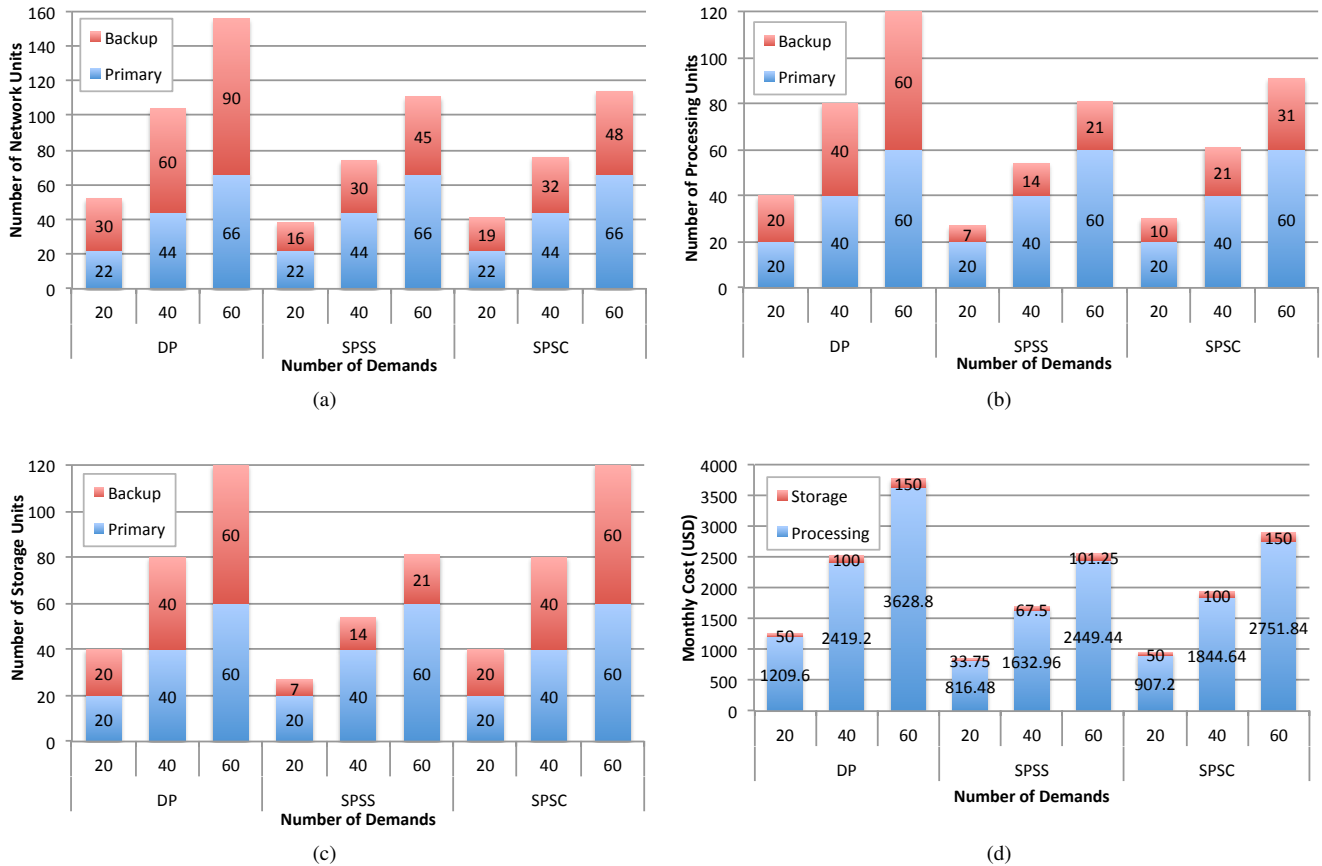 160
140
120
100
80
60
40
20
0
Number of Network Units
Backup
Primary
30 60 90 16 30 45 19 32 48
22 44 66 22 44 66 22 44 66
20 40 60 20 40 60 20 40 60
DP SPSS SPSC
Number of Demands
(a)
120
100
80
60
40
20
0
Number of Processing Units
Backup
Primary
20 40 60 7 14 21 10 21 31
20 40 60 20 40 60 20 40 60
20 40 60 20 40 60 20 40 60
DP SPSS SPSC
Number of Demands
(b)
120
100
80
60
40
20
0
Number of Storage Units
Backup
Primary
20 40 60 7 14 21 20 40 60
20 40 60 20 40 60 20 40 60
20 40 60 20 40 60 20 40 60
DP SPSS SPSC
Number of Demands
(c)
4000
3500
3000
2500
2000
1500
1000
500
0
Monthly Cost (USD)
Storage
Processing
50 100 150 33.75 67.5 101.25 50 100 150
1209.6 2419.2 3628.8 816.48 1632.96 2449.44 907.2 1844.64 2751.84
20 40 60 20 40 60 20 40 60
DP SPSS SPSC
Number of Demands
(d)